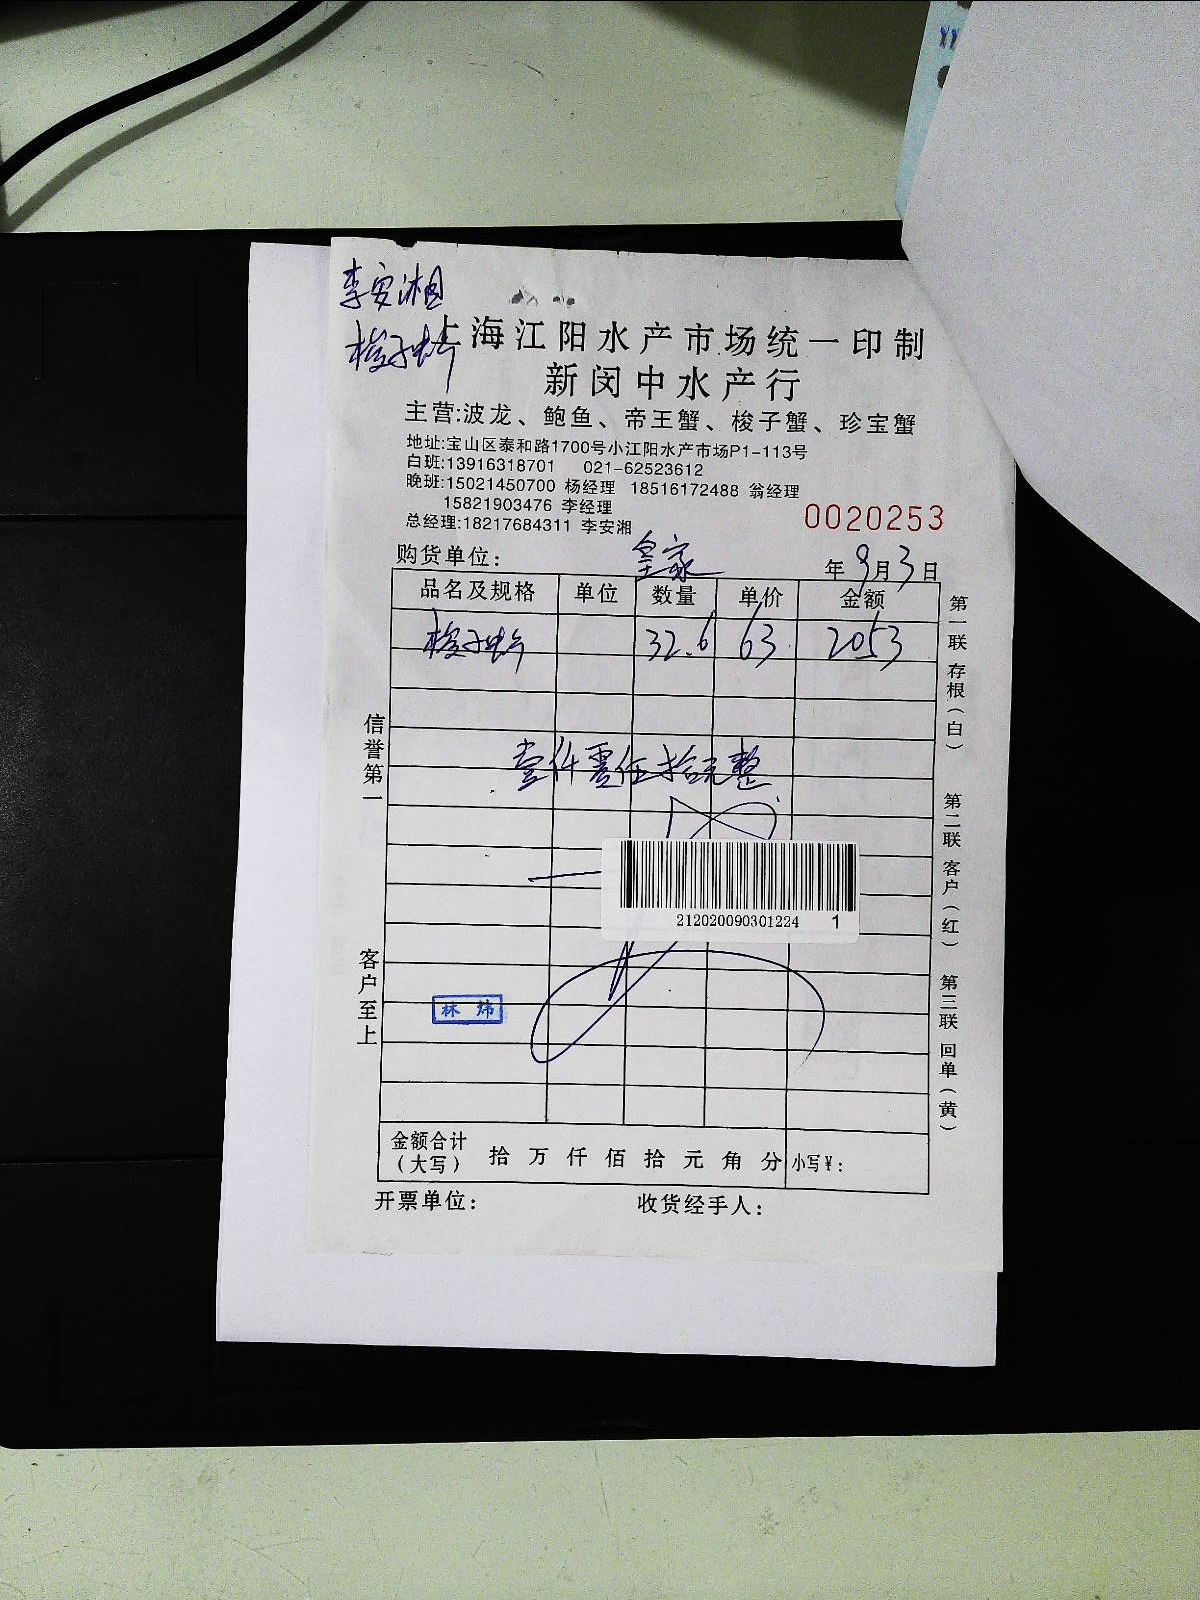 李安湘
梭子蟹
上海江阳水产市场统一印制
新闵中水产行
主营:波龙、鲍鱼、帝王蟹、梭子蟹、珍宝蟹
地址:宝山区泰和路1700号小江阳水产市场P1-113号
白班:13916318701 021-62523612
晚班:15021450700 杨经理 18516172488 翁经理
15821903476 李经理
总经理:18217684311 李安湘
0020253
购货单位: 皇家 年9月3日
品名及规格 单位 数量 单价 金额
梭子蟹 32.6 63 2053
零伍拾元整
212020090301224 1
林炜
金额合计
(大写) 拾万仟佰拾元角分 小写¥:
开票单位: 收货经手人:
信誉第一
客户至上
第一联 存根(白)
第二联 客户(红)
第三联 回单(黄)